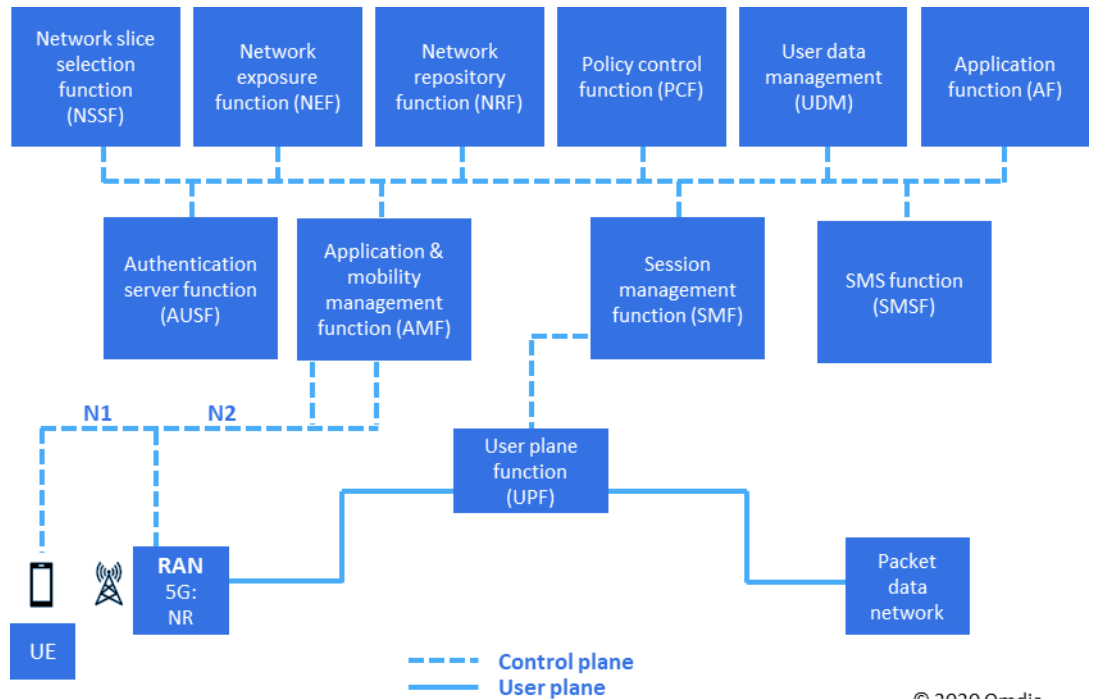 Network slice
selection
function
(NSSF)
Network
exposure
function (NEF)
Network
repository
function (NRF)
Policy control
function (PCF)
User data
management
(UDM)
Application
function (AF)
Authentication
server function
(AUSF)
Application &
mobility
management
function (AMF)
Session
management
function (SMF)
SMS function
(SMSF)
N1
N2
User plane
function
(UPF)
RAN
5G:
NR
Packet
data
network
UE
Control plane
User plane
© 2020 Omdia